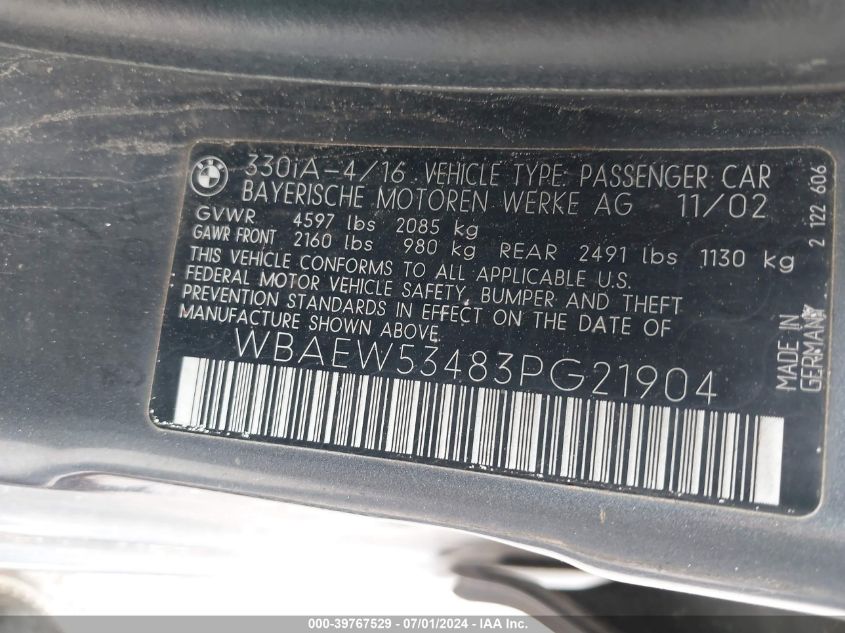 330iA-4/16 VEHICLE TYPE: PASSENGER CAR
BAYERISCHE MOTOREN WERKE AG 11/02
GVWR 4597 lbs 2085 kg
GAWR FRONT 2160 lbs 980 kg REAR 2491 lbs 1130 kg
THIS VEHICLE CONFORMS TO ALL APPLICABLE U.S.
FEDERAL MOTOR VEHICLE SAFETY, BUMPER AND THEFT
PREVENTION STANDARDS IN EFFECT ON THE DATE OF
MANUFACTURE SHOWN ABOVE.
WBAEW53483PG21904
MADE IN
GERMANY
2 122 606
000-39767529 - 07/01/2024 - IAA Inc.